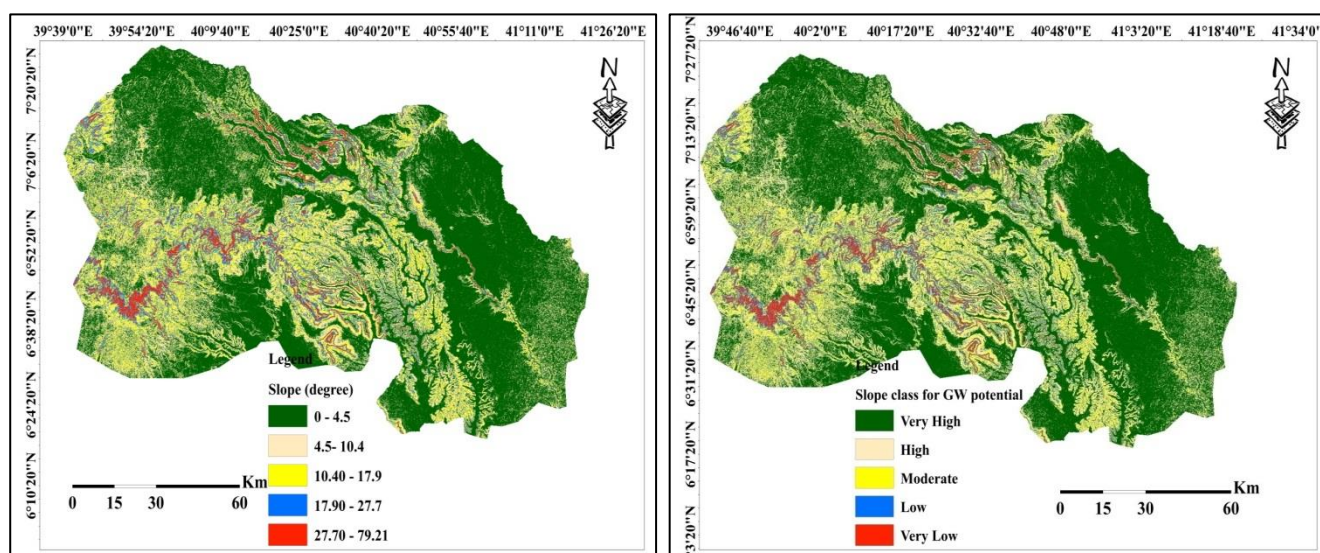 39°39'0"E 39°54'20"E 40°9'40"E 40°25'0"E 40°40'20"E 40°55'40"E 41°11'0"E 41°26'20"E
7°20'20"N
7°6'20"N
6°52'20"N
6°38'20"N
6°24'20"N
6°10'20"N
N
Legend
Slope (degree)
0 - 4.5
4.5- 10.4
10.40 - 17.9
17.90 - 27.7
27.70 - 79.21
Km
0 15 30 60
39°46'40"E 40°2'0"E 40°17'20"E 40°32'40"E 40°48'0"E 41°3'20"E 41°18'40"E 41°34'0
7°27'20"N
7°13'20"N
6°59'20"N
6°45'20"N
6°31'20"N
6°17'20"N
3'20"N
N
Legend
Slope class for GW potential
Very High
High
Moderate
Low
Very Low
Km
0 15 30 60